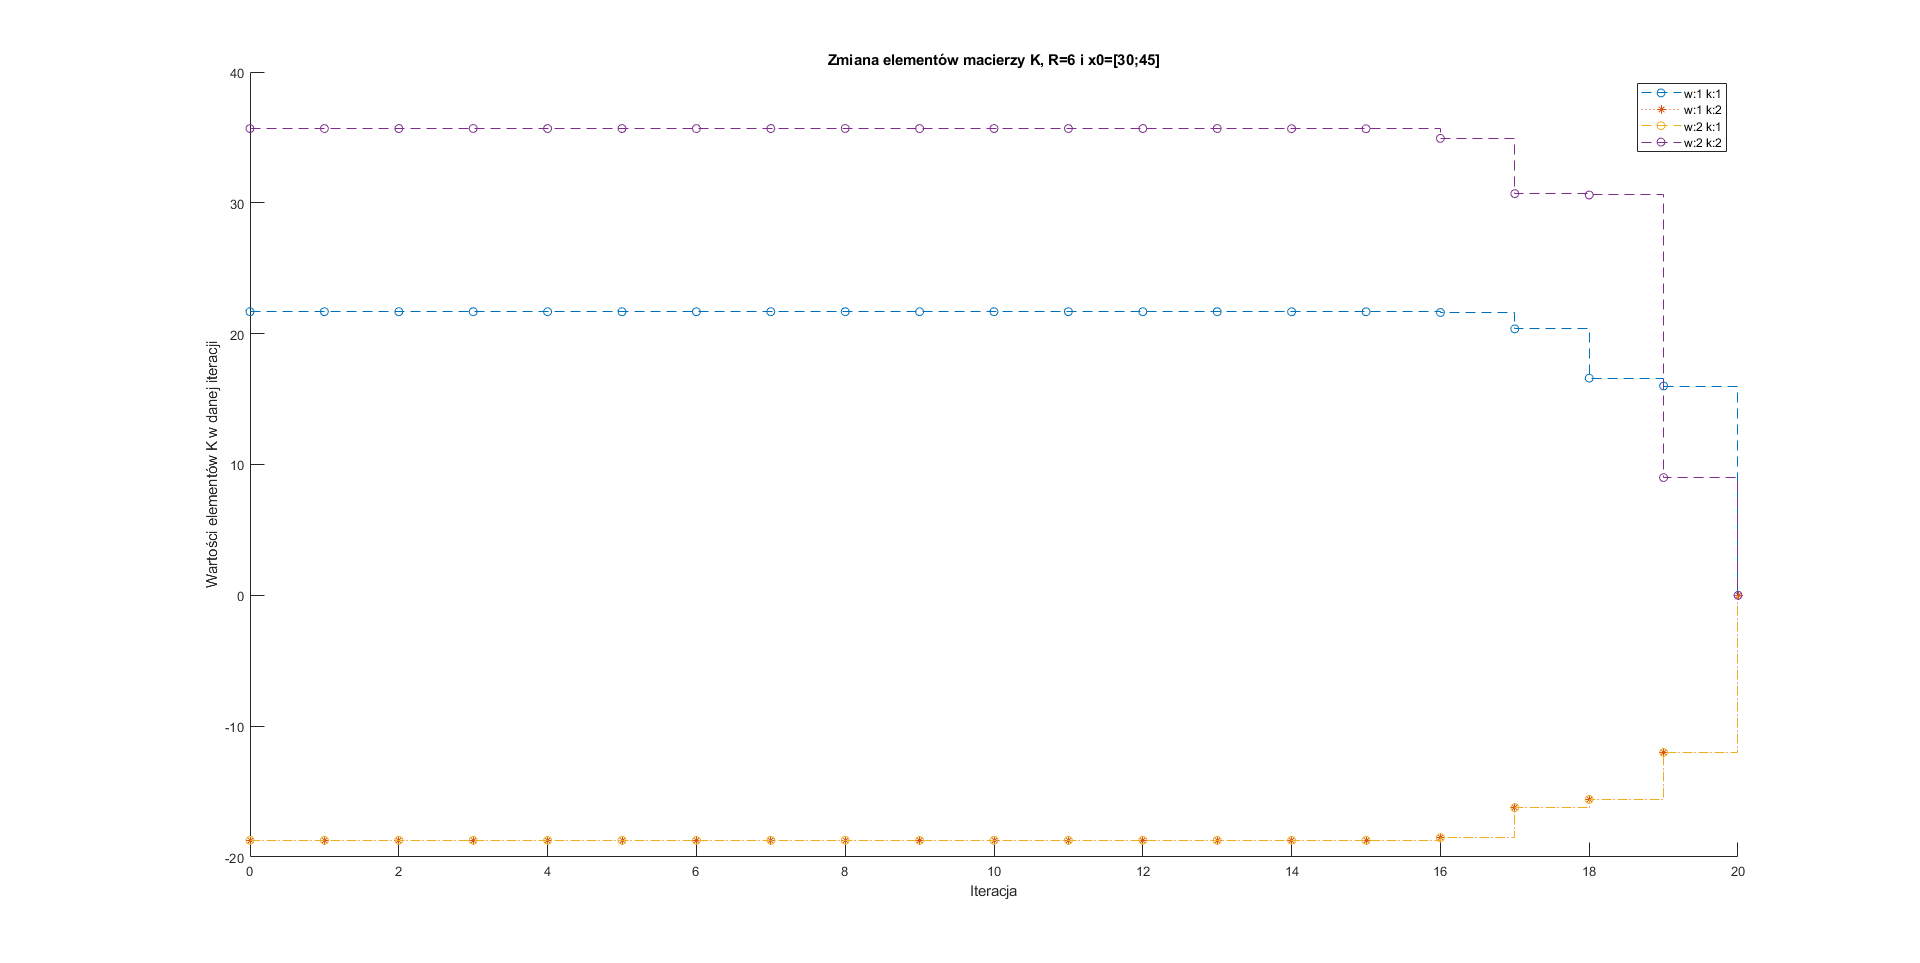 Zmiana elementów macierzy K, R=6 i x0=[30;45]
w:1 k:1
w:1 k:2
w:2 k:1
w:2 k:2
Wartości elementów K w danej iteracji
40
30
20
10
0
-10
-20
0 2 4 6 8 10 12 14 16 18 20
Iteracja